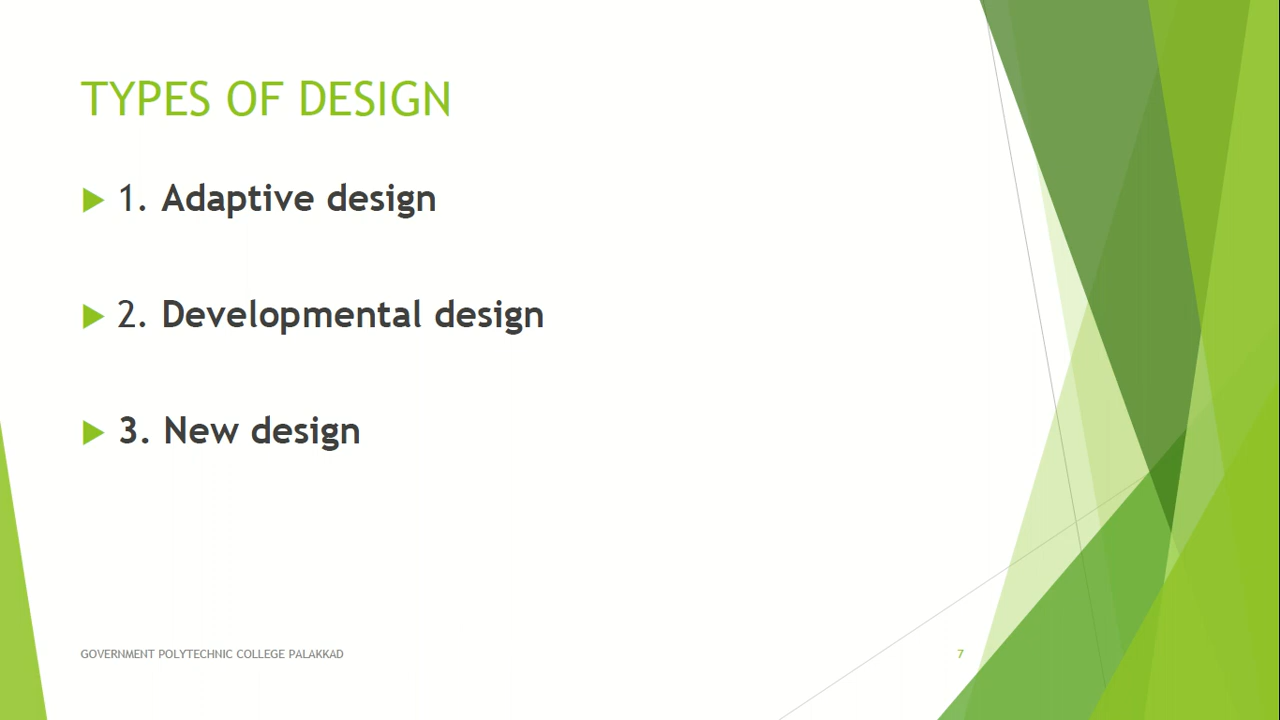 TYPES OF DESIGN
1. Adaptive design
2. Developmental design
3. New design
GOVERNMENT POLYTECHNIC COLLEGE PALAKKAD
7